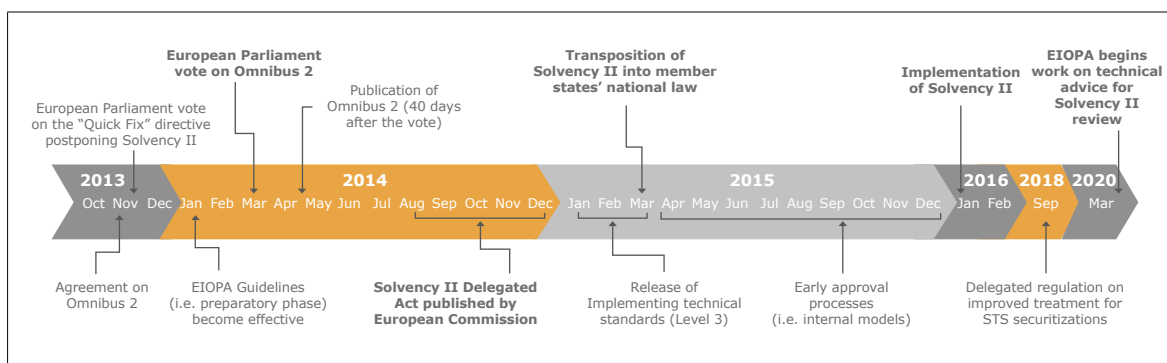 European Parliament
vote on Omnibus 2
Transposition of
Solvency II into member
states’ national law
Implementation
of Solvency II
EIOPA begins
work on technical
advice for
Solvency II
review
European Parliament vote
on the “Quick Fix” directive
postponing Solvency II
Publication of
Omnibus 2 (40 days
after the vote)
2013 2014 2015 2016 2018 2020
Oct Nov Dec Jan Feb Mar Apr May Jun Jul Aug Sep Oct Nov Dec Jan Feb Mar Apr May Jun Jul Aug Sep Oct Nov Dec Jan Feb Sep Mar
Agreement on
Omnibus 2
EIOPA Guidelines
(i.e. preparatory phase)
become effective
Solvency II Delegated
Act published by
European Commission
Release of
Implementing technical
standards (Level 3)
Early approval
processes
(i.e. internal models)
Delegated regulation on
improved treatment for
STS securitizations